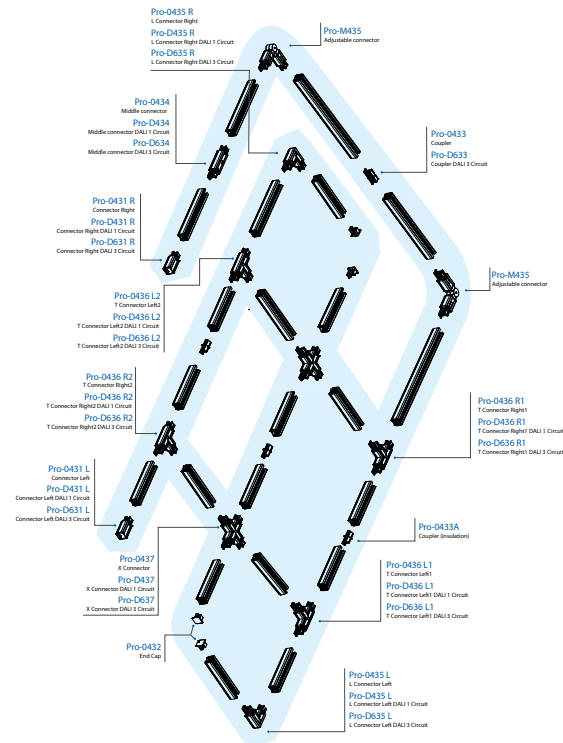 Pro-0435 R
L Connector Right
Pro-D435 R
L Connector Right DALI 1 Circuit
Pro-D635 R
L Connector Right DALI 3 Circuit
Pro-M435
Adjustable connector
Pro-0434
Middle connector
Pro-D434
Middle connector DALI 1 Circuit
Pro-D634
Middle connector DALI 3 Circuit
Pro-0433
Coupler
Pro-D633
Coupler DALI 3 Circuit
Pro-0431 R
Connector Right
Pro-D431 R
Connector Right DALI 1 Circuit
Pro-D631 R
Connector Right DALI 3 Circuit
Pro-M435
Adjustable connector
Pro-0436 L2
T Connector Left2
Pro-D436 L2
T Connector Left2 DALI 1 Circuit
Pro-D636 L2
T Connector Left2 DALI 3 Circuit
Pro-0436 R2
T Connector Right2
Pro-D436 R2
T Connector Right2 DALI 1 Circuit
Pro-D636 R2
T Connector Right2 DALI 3 Circuit
Pro-0436 R1
T Connector Right1
Pro-D436 R1
T Connector Right1 DALI 1 Circuit
Pro-D636 R1
T Connector Right1 DALI 3 Circuit
Pro-0431 L
Connector Left
Pro-D431 L
Connector Left DALI 1 Circuit
Pro-D631 L
Connector Left DALI 3 Circuit
Pro-0433A
Coupler (insulation)
Pro-0437
X Connector
Pro-D437
X Connector DALI 1 Circuit
Pro-D637
X Connector DALI 3 Circuit
Pro-0436 L1
T Connector Left1
Pro-D436 L1
T Connector Left1 DALI 1 Circuit
Pro-D636 L1
T Connector Left1 DALI 3 Circuit
Pro-0432
End Cap
Pro-0435 L
L Connector Left
Pro-D435 L
L Connector Left DALI 1 Circuit
Pro-D635 L
L Connector Left DALI 3 Circuit